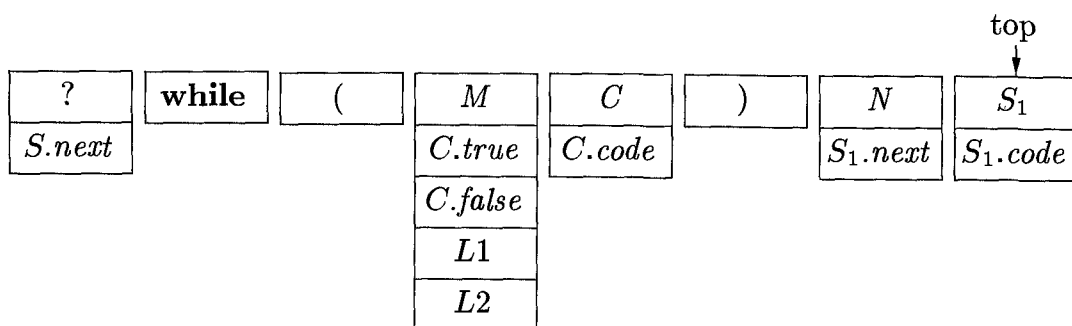 top
? while ( M C ) N S₁
S.next C.true C.code S₁.next S₁.code
C.false
L1
L2